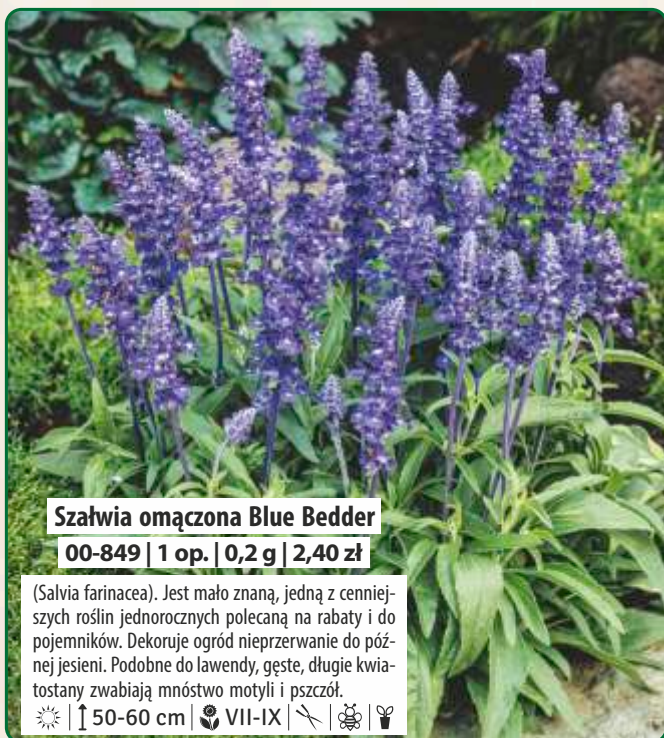 Szałwia omączona Blue Bedder
00-849 | 1 op. | 0,2 g | 2,40 zł
(Salvia farinacea). Jest mało znaną, jedną z cenniej-
szych roślin jednorocznych polecaną na rabaty i do
pojemników. Dekoruje ogród nieprzerwanie do póź-
nej jesieni. Podobne do lawendy, gęste, długie kwia-
tostany zwabiają mnóstwo motyli i pszczół.
50-60 cm | VII-IX